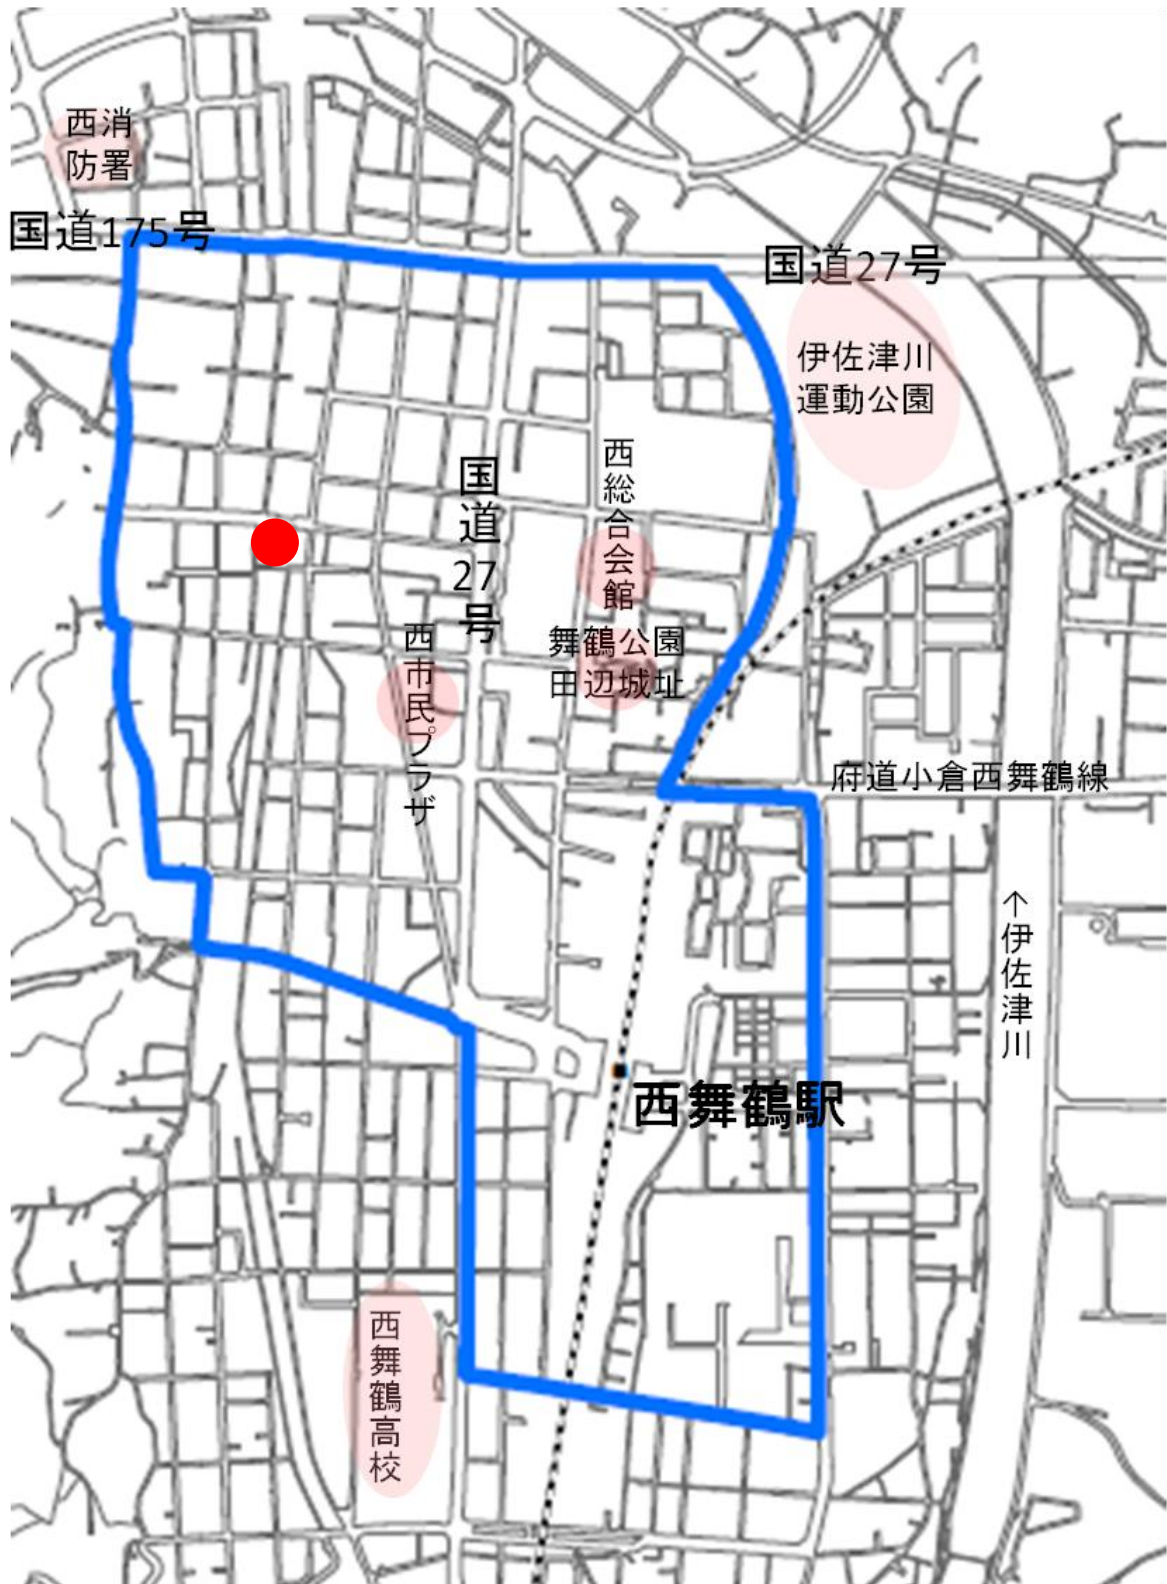 西消
防署
国道175号
国道27号
伊佐津川
運動公園
西総合会館
国道27号
舞鶴公園
田辺城址
西市民プラザ
府道小倉西舞鶴線
↑伊佐津川
西舞鶴駅
西舞鶴高校